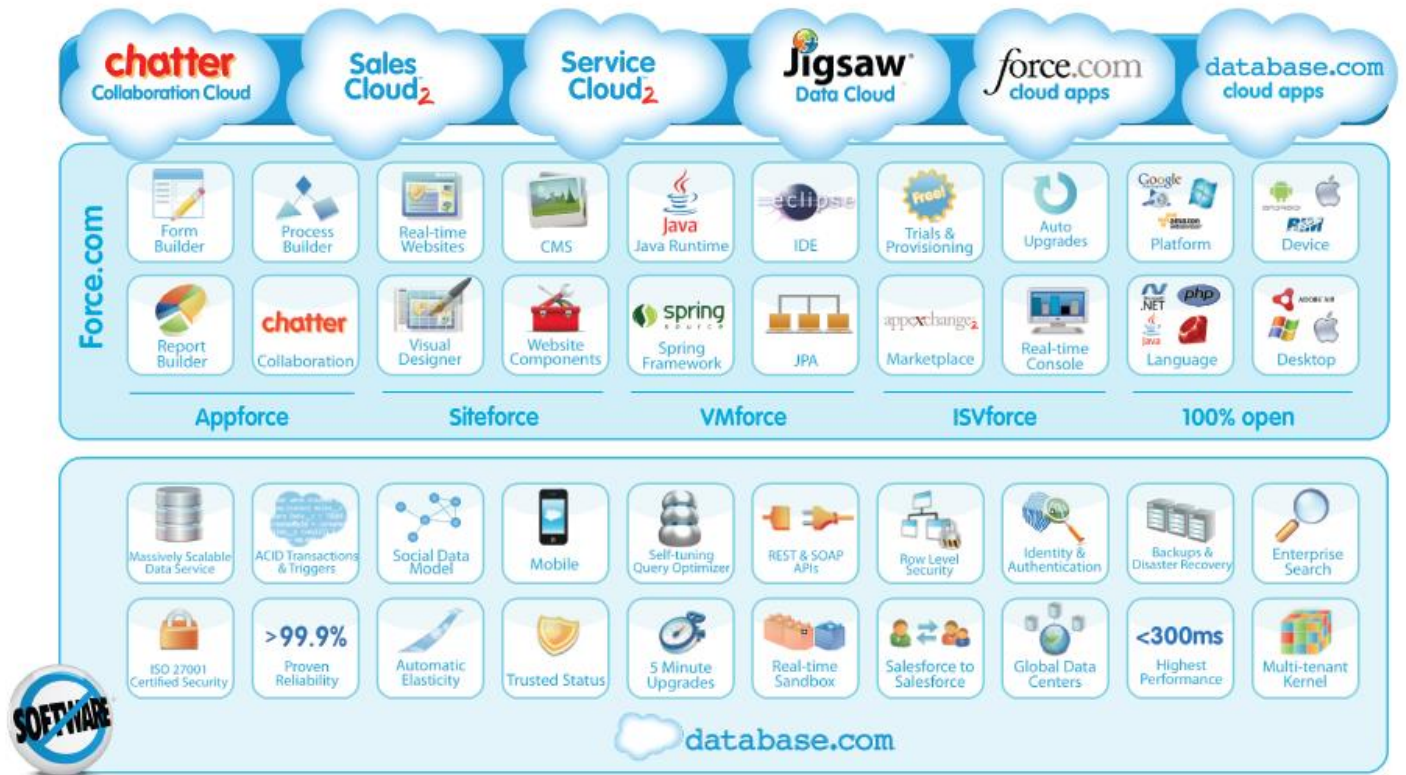 chatter
Collaboration Cloud
Sales
Cloud2
Service
Cloud2
Jigsaw
Data Cloud
force.com
cloud apps
database.com
cloud apps
Force.com
Form
Builder
Process
Builder
Real-time
Websites
CMS
Java
Java Runtime
eclipse
IDE
Free!
Trials &
Provisioning
Auto
Upgrades
Google
amazon
Platform
ANDROID
RIM
Device
Report
Builder
chatter
Collaboration
Visual
Designer
Website
Components
spring
source
Spring
Framework
JPA
appexchange2
Marketplace
Real-time
Console
.NET
php
Java
Language
ADOBE AIR
Desktop
Appforce
Siteforce
VMforce
ISVforce
100% open
Massively Scalable
Data Service
ACID Transactions
& Triggers
Social Data
Model
Mobile
Self-tuning
Query Optimizer
REST & SOAP
APIs
Row Level
Security
Identity &
Authentication
Backups &
Disaster Recovery
Enterprise
Search
ISO 27001
Certified Security
>99.9%
Proven
Reliability
Automatic
Elasticity
Trusted Status
5 Minute
Upgrades
Real-time
Sandbox
Salesforce to
Salesforce
Global Data
Centers
<300ms
Highest
Performance
Multi-tenant
Kernel
SOFTWARE
database.com